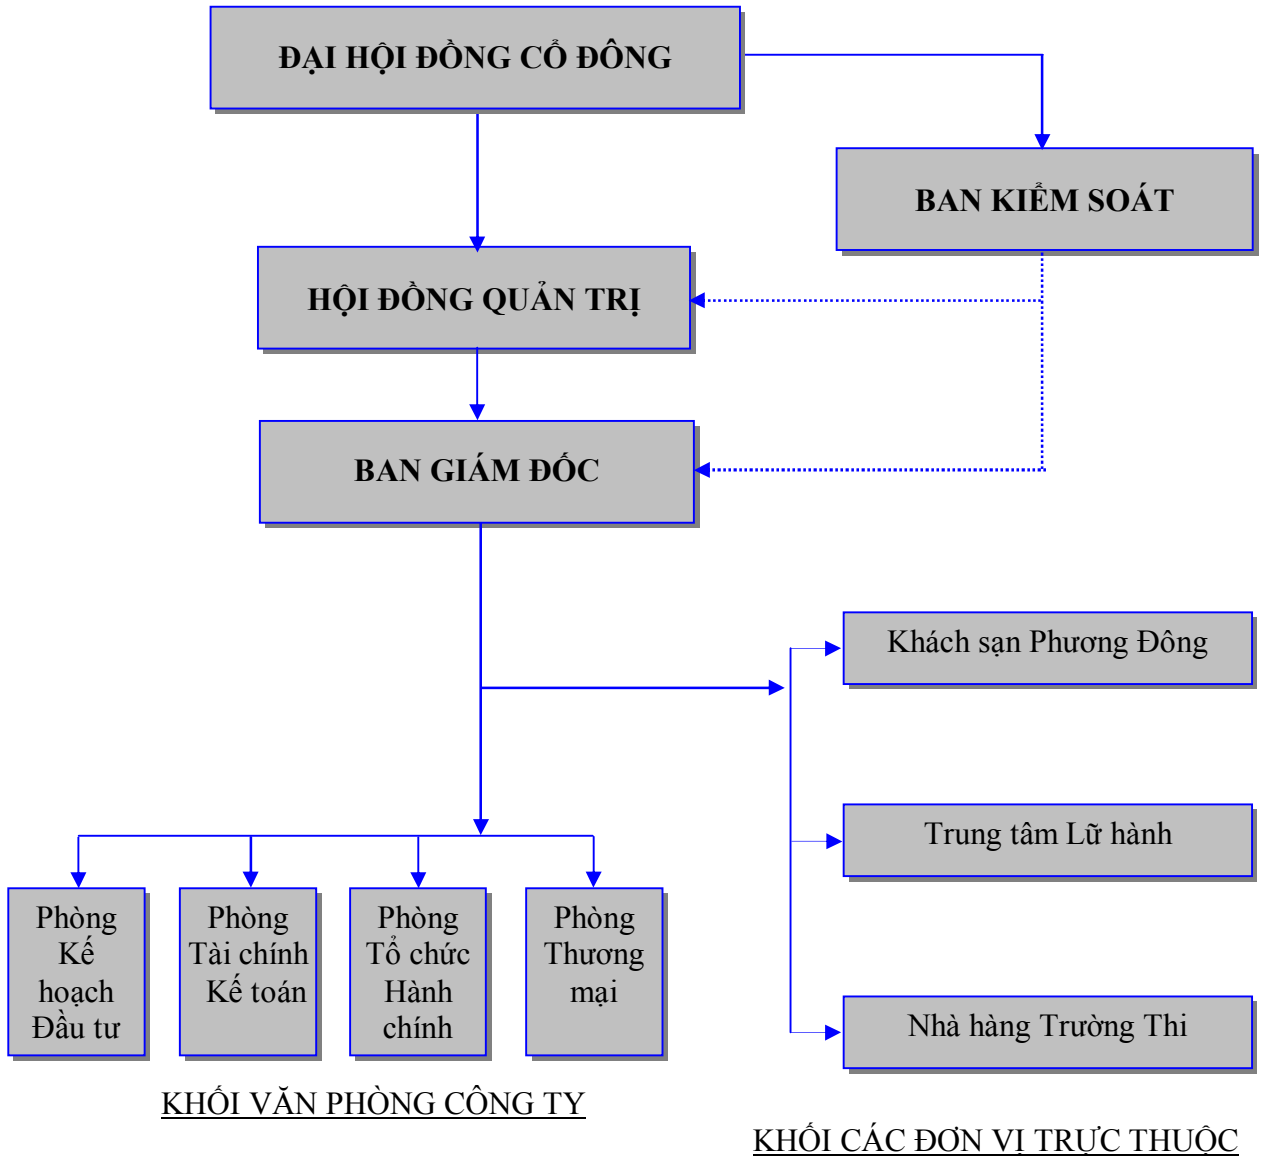 ĐẠI HỘI ĐỒNG CỔ ĐÔNG
BAN KIỂM SOÁT
HỘI ĐỒNG QUẢN TRỊ
BAN GIÁM ĐỐC
Khách sạn Phương Đông
Trung tâm Lữ hành
Nhà hàng Trường Thi
Phòng
Kế
hoạch
Đầu tư
Phòng
Tài chính
Kế toán
Phòng
Tổ chức
Hành
chính
Phòng
Thương
mại
KHỐI VĂN PHÒNG CÔNG TY
KHỐI CÁC ĐƠN VỊ TRỰC THUỘC